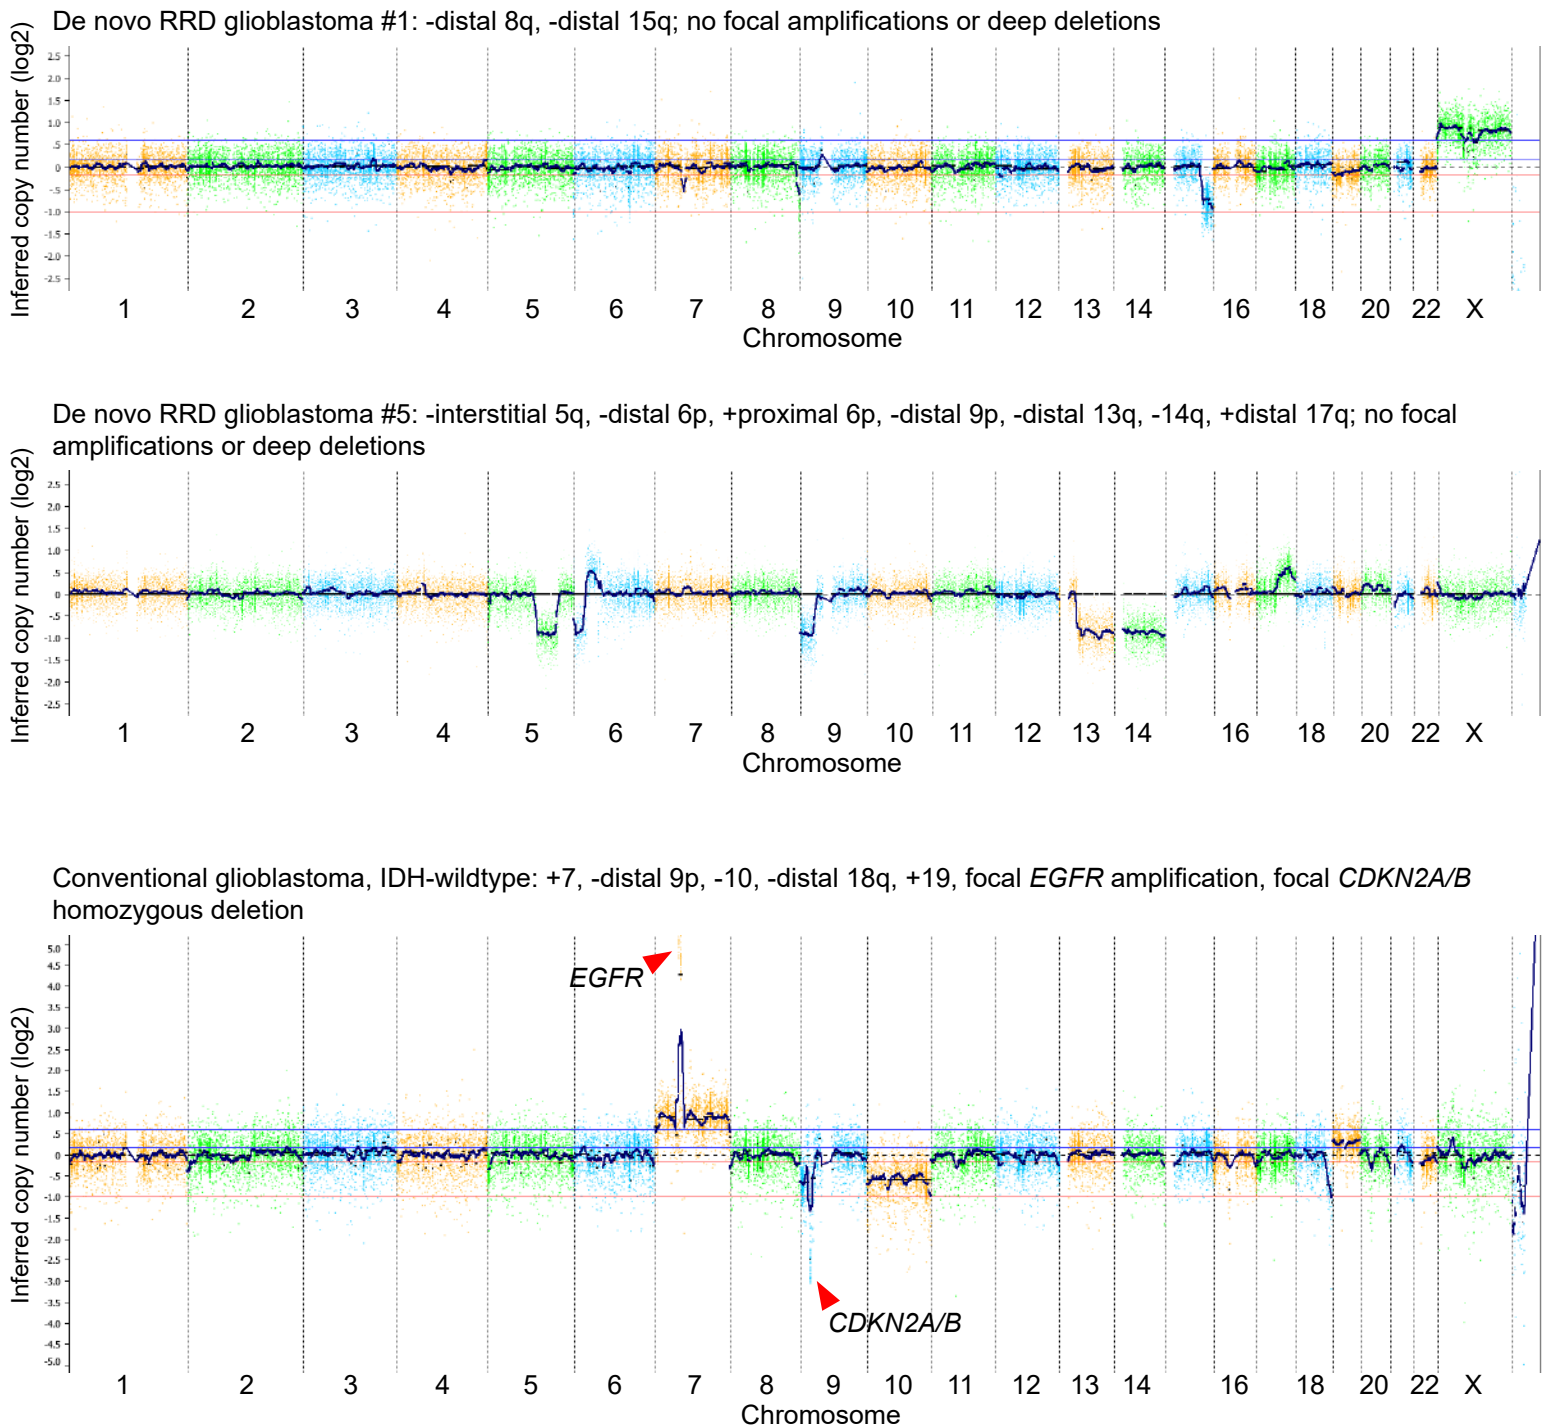 De novo RRD glioblastoma #1: -distal 8q, -distal 15q; no focal amplifications or deep deletions
Inferred copy number (log2)
2.5
2.0
1.5
1.0
.5
0
-.5
-1.0
-1.5
-2.0
-2.5
1 2 3 4 5 6 7 8 9 10 11 12 13 14 16 18 20 22 X
Chromosome
De novo RRD glioblastoma #5: -interstitial 5q, -distal 6p, +proximal 6p, -distal 9p, -distal 13q, -14q, +distal 17q; no focal
amplifications or deep deletions
Inferred copy number (log2)
2.5
2.0
1.5
1.0
.5
0
-.5
-1.0
-1.5
-2.0
-2.5
1 2 3 4 5 6 7 8 9 10 11 12 13 14 16 18 20 22 X
Chromosome
Conventional glioblastoma, IDH-wildtype: +7, -distal 9p, -10, -distal 18q, +19, focal EGFR amplification, focal CDKN2A/B
homozygous deletion
Inferred copy number (log2)
5.0
4.5
4.0
3.5
3.0
2.5
2.0
1.5
1.0
.5
0
-.5
-1.0
-1.5
-2.0
-2.5
-3.0
-3.5
-4.0
-4.5
-5.0
EGFR
CDKN2A/B
1 2 3 4 5 6 7 8 9 10 11 12 13 14 16 18 20 22 X
Chromosome